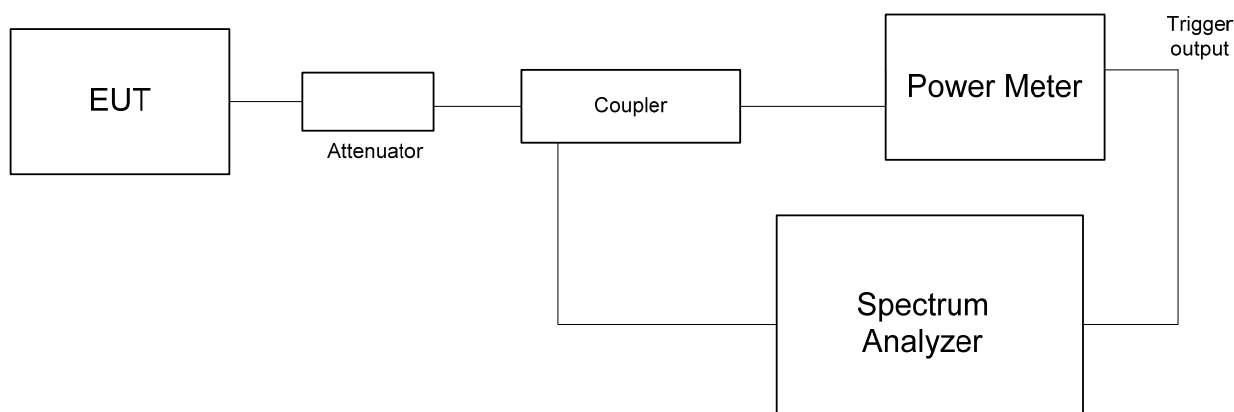 EUT
Attenuator
Coupler
Power Meter
Trigger
output
Spectrum
Analyzer